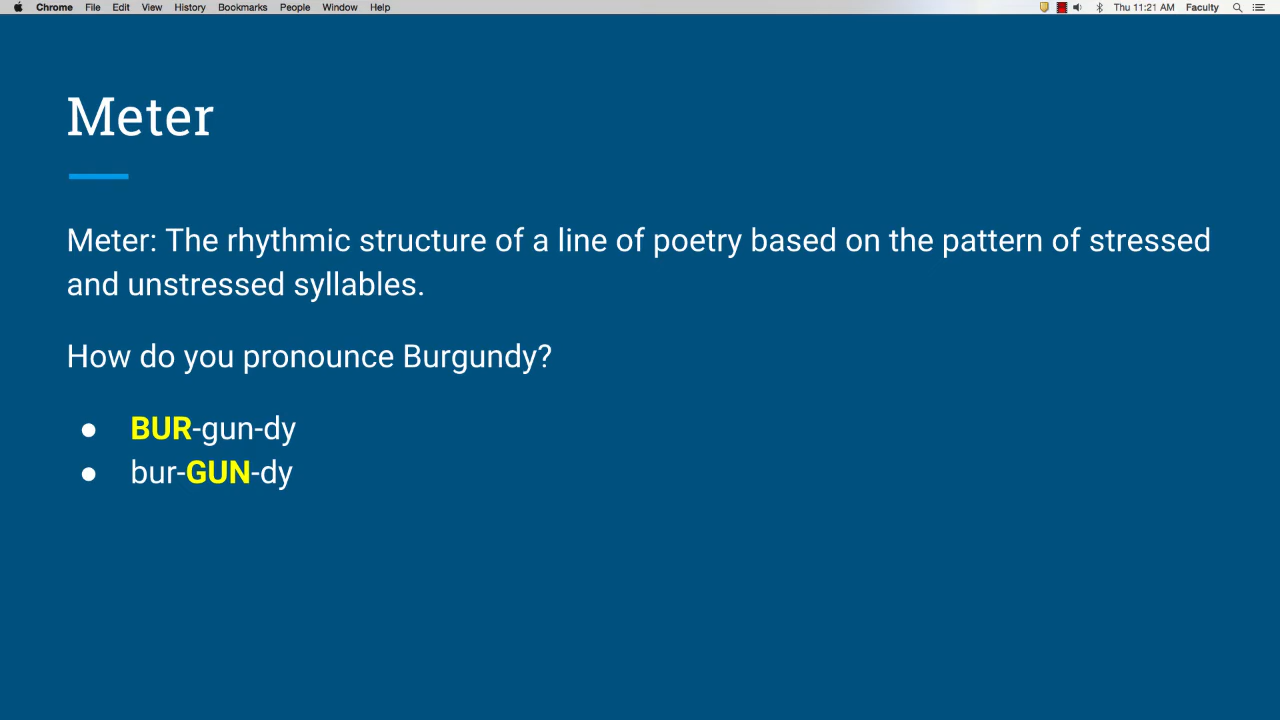 Chrome File Edit View History Bookmarks People Window Help Thu 11:21 AM Faculty
Meter
Meter: The rhythmic structure of a line of poetry based on the pattern of stressed
and unstressed syllables.
How do you pronounce Burgundy?
● BUR-gun-dy
● bur-GUN-dy